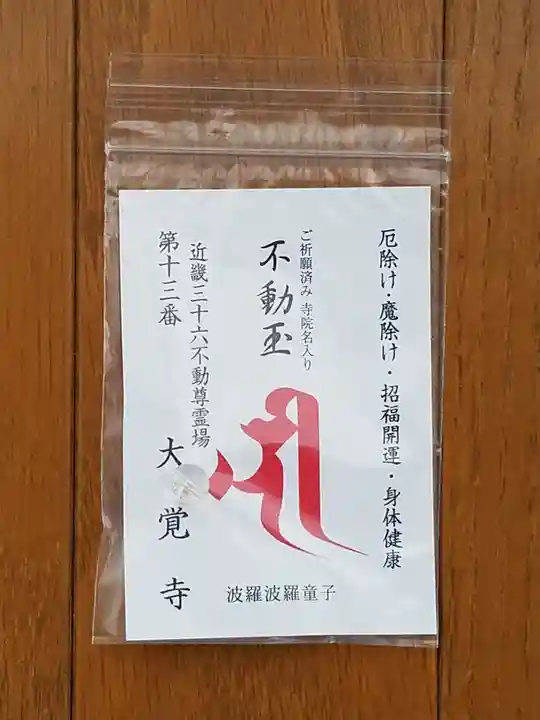 厄除け・魔除け・招福開運・身体健康
ご祈願済み 寺院名入り
不動玉
近畿三十六不動尊霊場
第十三番
大覚寺
波羅波羅童子